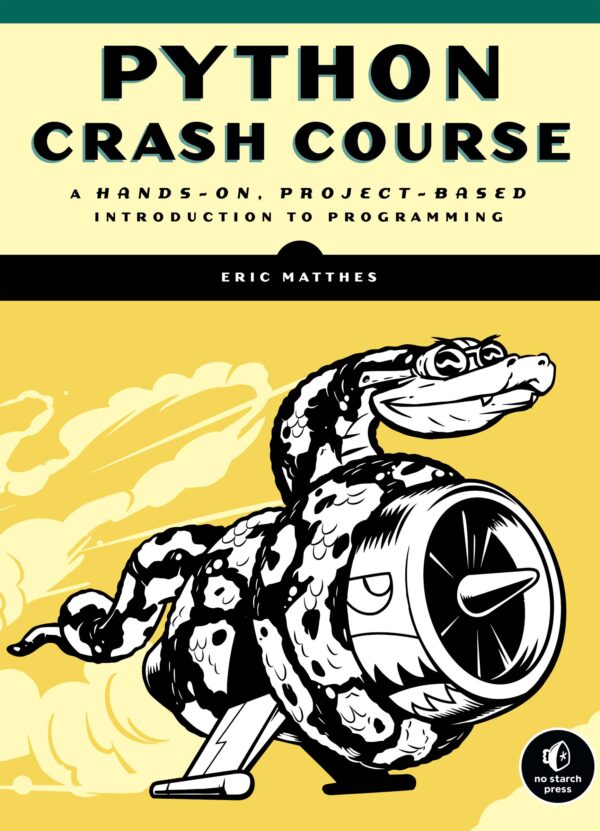 PYTHON
CRASH COURSE
A HANDS-ON, PROJECT-BASED
INTRODUCTION TO PROGRAMMING
ERIC MATTHES
no starch
press